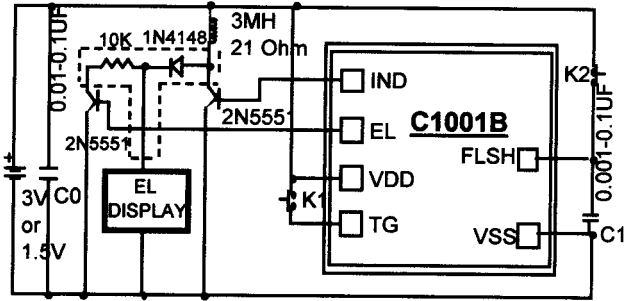 3MH
21 Ohm
10K
1N4148
0.01-0.1UF
2N5551
2N5551
IND
EL
C1001B
FLSH
VDD
TG
VSS
K1
K2
0.001-0.1UF
C1
EL
DISPLAY
3V
or
1.5V
C0
+